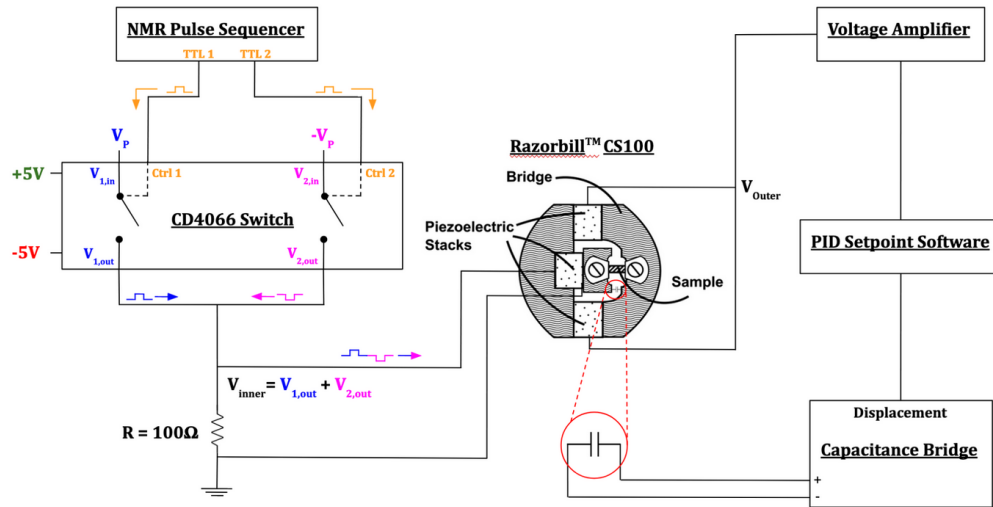 NMR Pulse Sequencer
TTL 1 TTL 2
V_P
-V_P
+5V
-5V
V_1,in
Ctrl 1
V_2,in
Ctrl 2
CD4066 Switch
V_1,out
V_2,out
V_inner= V_1,out + V_2,out
R = 100Ω
Razorbill™ CS100
Bridge
Piezoelectric
Stacks
Sample
V_Outer
Voltage Amplifier
PID Setpoint Software
Displacement
Capacitance Bridge
+
-